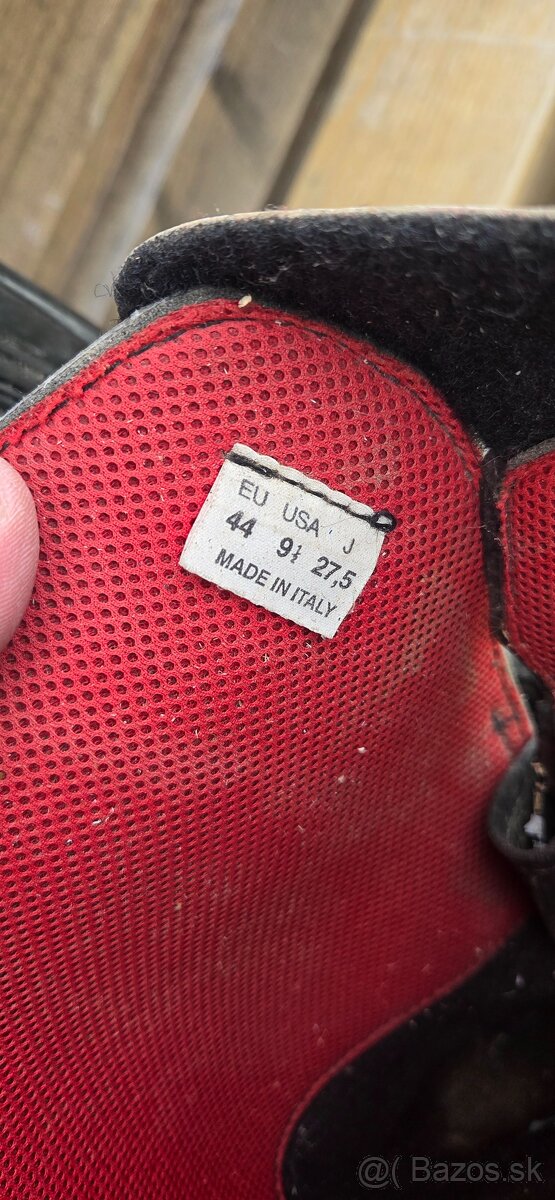 EU USA J
44 9½ 27,5
MADE IN ITALY
@( Bazos.sk